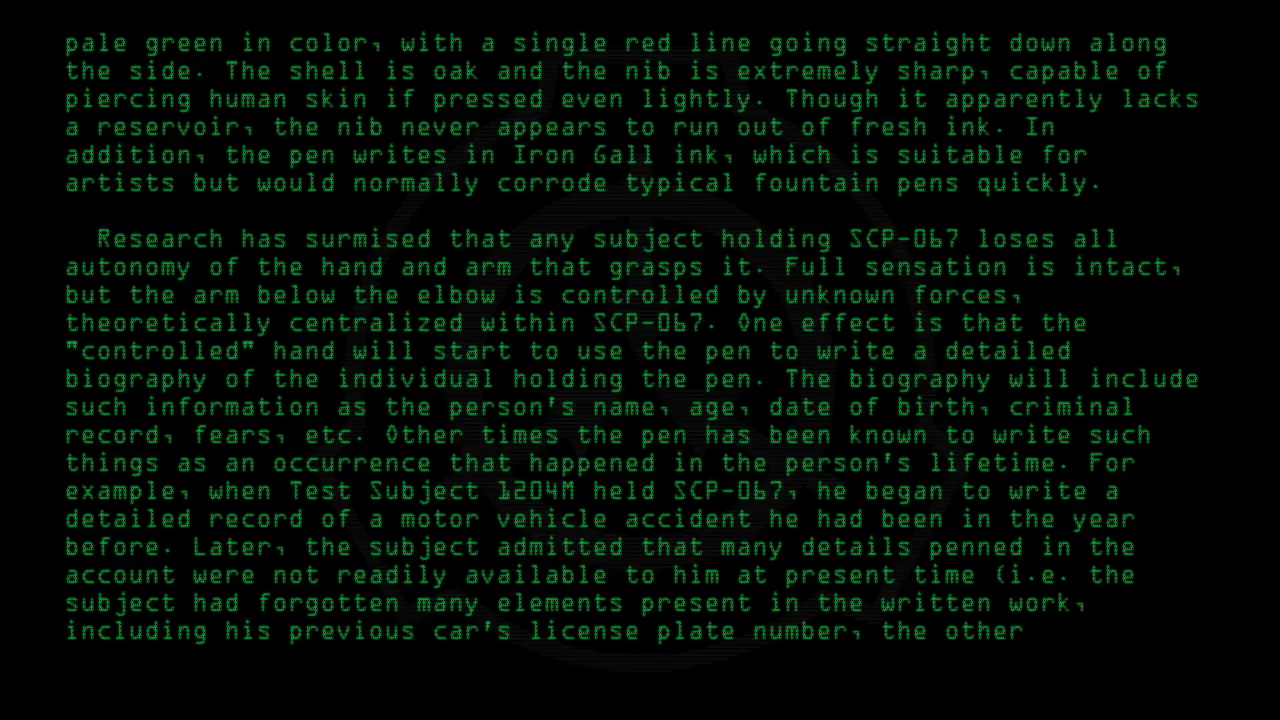 pale green in color, with a single red line going straight down along
the side. The shell is oak and the nib is extremely sharp, capable of
piercing human skin if pressed even lightly. Though it apparently lacks
a reservoir, the nib never appears to run out of fresh ink. In
addition, the pen writes in Iron Gall ink, which is suitable for
artists but would normally corrode typical fountain pens quickly.
Research has surmised that any subject holding SCP-067 loses all
autonomy of the hand and arm that grasps it. Full sensation is intact,
but the arm below the elbow is controlled by unknown forces,
theoretically centralized within SCP-067. One effect is that the
"controlled" hand will start to use the pen to write a detailed
biography of the individual holding the pen. The biography will include
such information as the person's name, age, date of birth, criminal
record, fears, etc. Other times the pen has been known to write such
things as an occurrence that happened in the person's lifetime. For
example, when Test Subject 1204M held SCP-067, he began to write a
detailed record of a motor vehicle accident he had been in the year
before. Later, the subject admitted that many details penned in the
account were not readily available to him at present time (i.e. the
subject had forgotten many elements present in the written work,
including his previous car's license plate number, the other